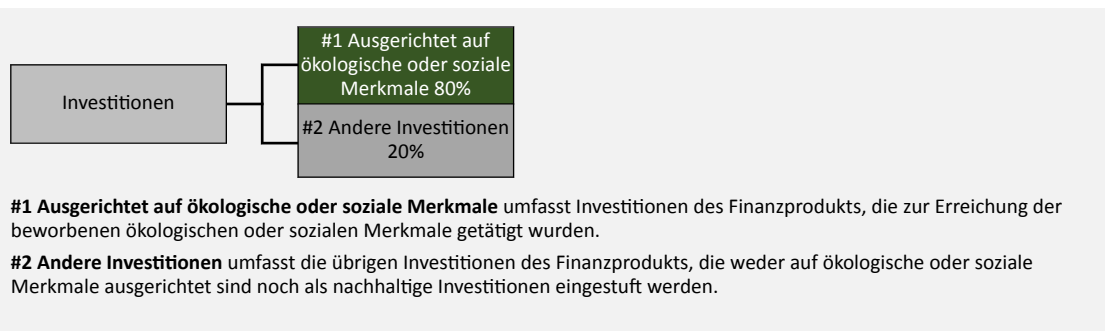 #1 Ausgerichtet auf
ökologische oder soziale
Merkmale 80%
Investitionen
#2 Andere Investitionen
20%
#1 Ausgerichtet auf ökologische oder soziale Merkmale umfasst Investitionen des Finanzprodukts, die zur Erreichung der
beworbenen ökologischen oder sozialen Merkmale getätigt wurden.
#2 Andere Investitionen umfasst die übrigen Investitionen des Finanzprodukts, die weder auf ökologische oder soziale
Merkmale ausgerichtet sind noch als nachhaltige Investitionen eingestuft werden.